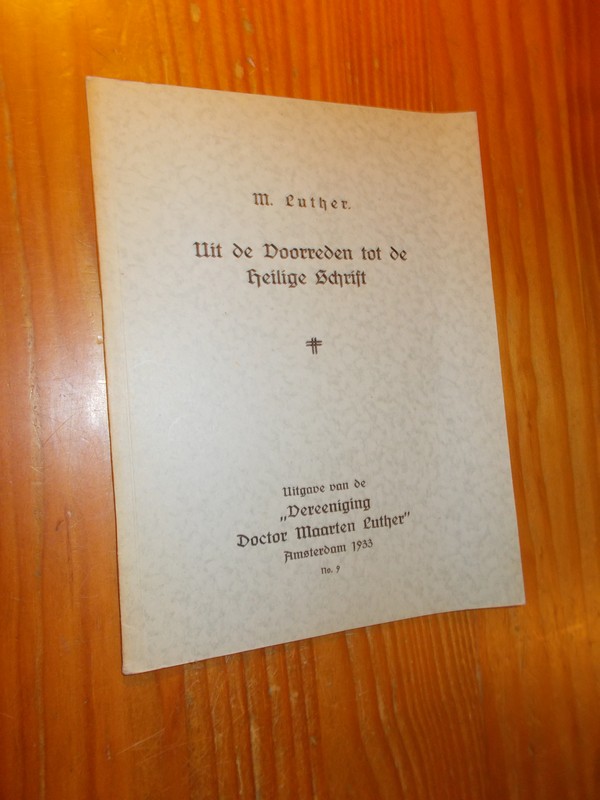 M. Luther.
Uit de Voorreden tot de
Heilige Schrift
Uitgave van de
„Vereeniging
Doctor Maarten Luther”
Amsterdam 1933
No. 9